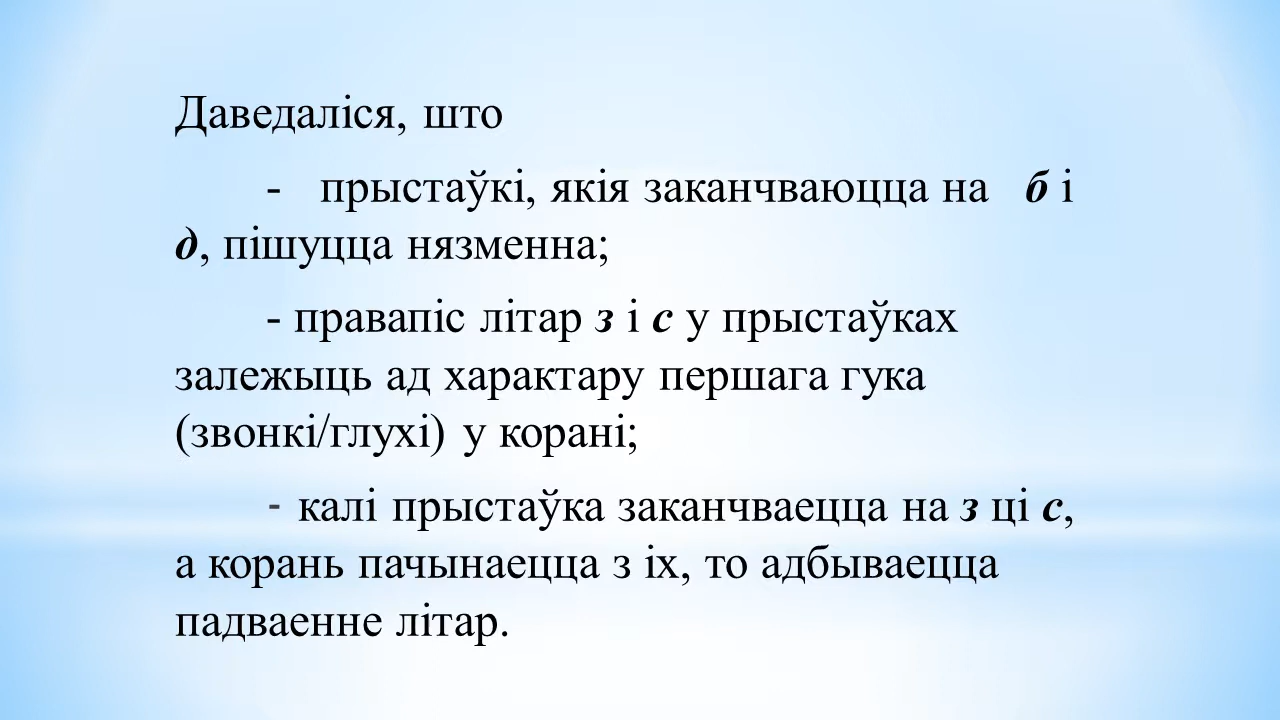 Даведаліся, што
- прыстаўкі, якія заканчваюцца на б і
д, пішуцца нязменна;
- правапіс літар з і с у прыстаўках
залежыць ад характару першага гука
(звонкі/глухі) у корані;
- калі прыстаўка заканчваецца на з ці с,
а корань пачынаецца з іх, то адбываецца
падваенне літар.